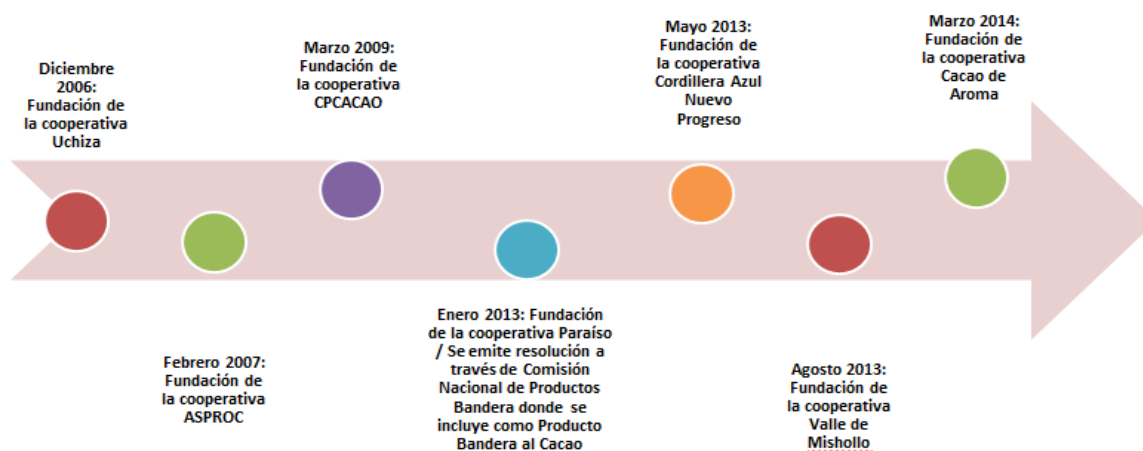 Diciembre
2006:
Fundación de
la cooperativa
Uchiza
Febrero 2007:
Fundación de
la cooperativa
ASPROC
Marzo 2009:
Fundación de
la cooperativa
CPCACAO
Enero 2013: Fundación
de la cooperativa Paraíso
/ Se emite resolución a
través de Comisión
Nacional de Productos
Bandera donde se
incluye como Producto
Bandera al Cacao
Mayo 2013:
Fundación de
la cooperativa
Cordillera Azul
Nuevo
Progreso
Agosto 2013:
Fundación de
la cooperativa
Valle de
Mishollo
Marzo 2014:
Fundación de
la cooperativa
Cacao de
Aroma